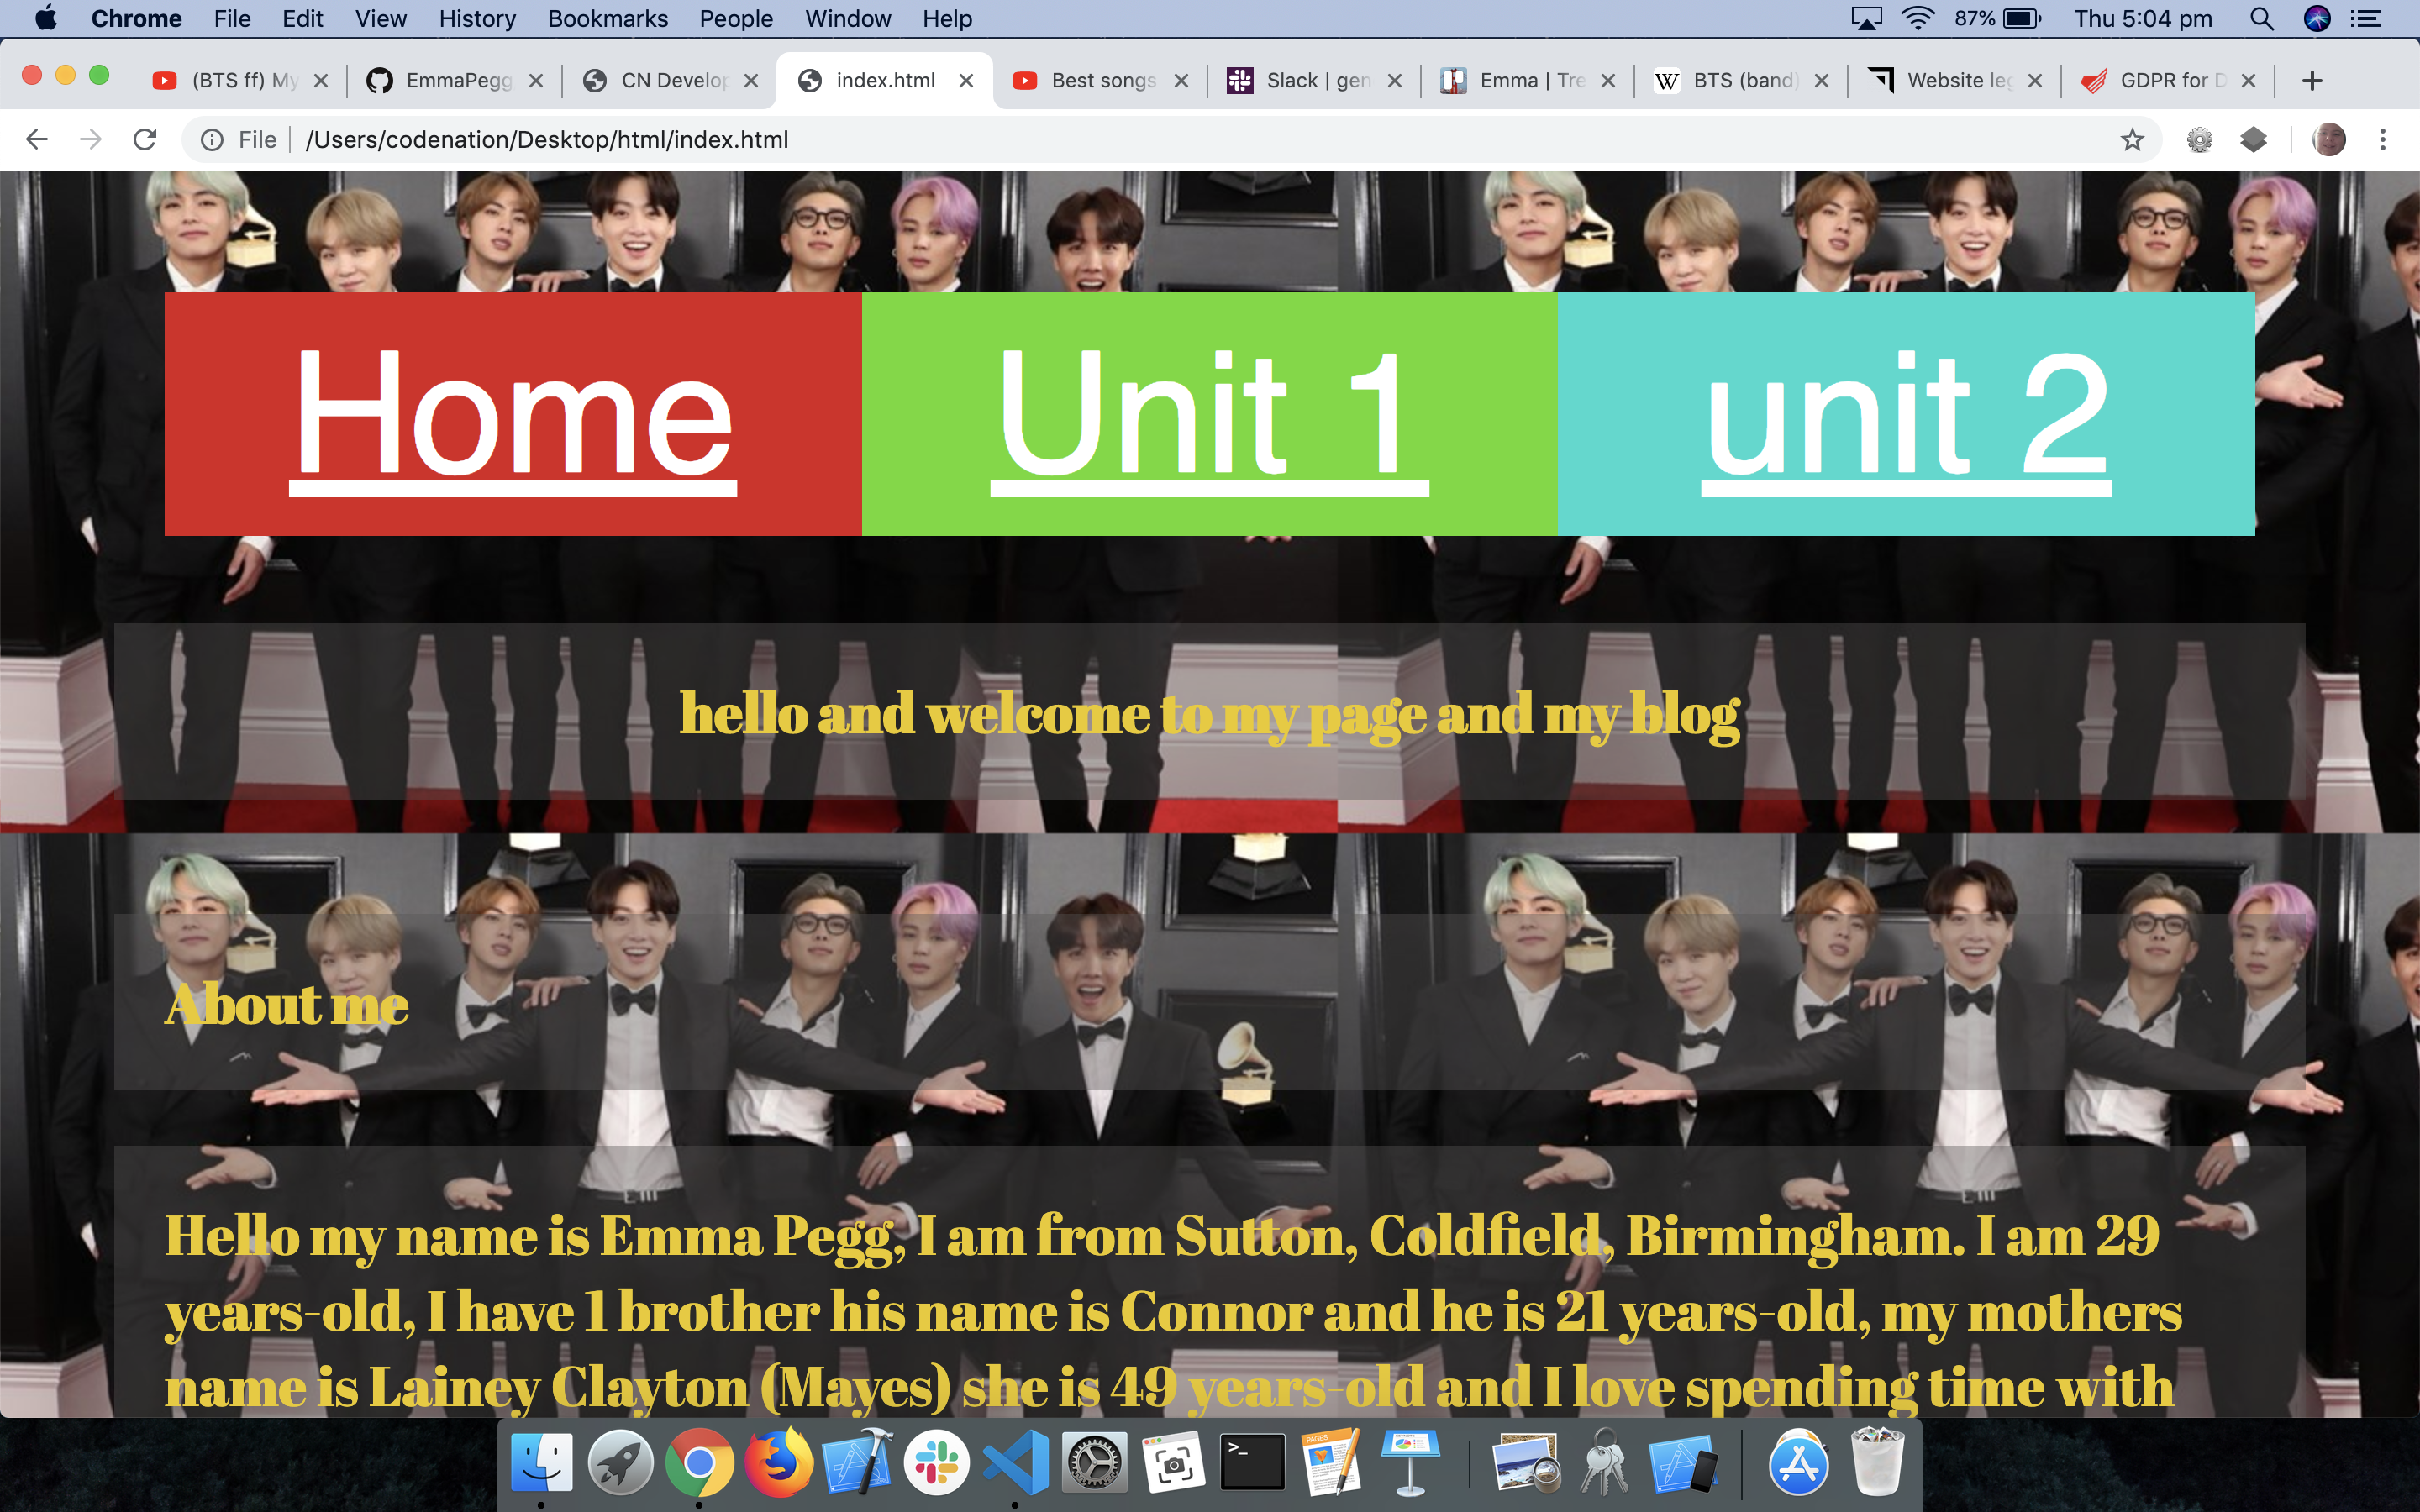 Chrome File Edit View History Bookmarks People Window Help 87% Thu 5:04 pm
(BTS ff) My EmmaPegg CN Develop index.html Best songs Slack | gen Emma | Tre W BTS (band) Website leg GDPR for D
File /Users/codenation/Desktop/html/index.html
Home Unit 1 unit 2
hello and welcome to my page and my blog
About me
Hello my name is Emma Pegg, I am from Sutton, Coldfield, Birmingham. I am 29
years-old, I have 1 brother his name is Connor and he is 21 years-old, my mothers
name is Lainey Clayton (Mayes) she is 49 years-old and I love spending time with
PAGES